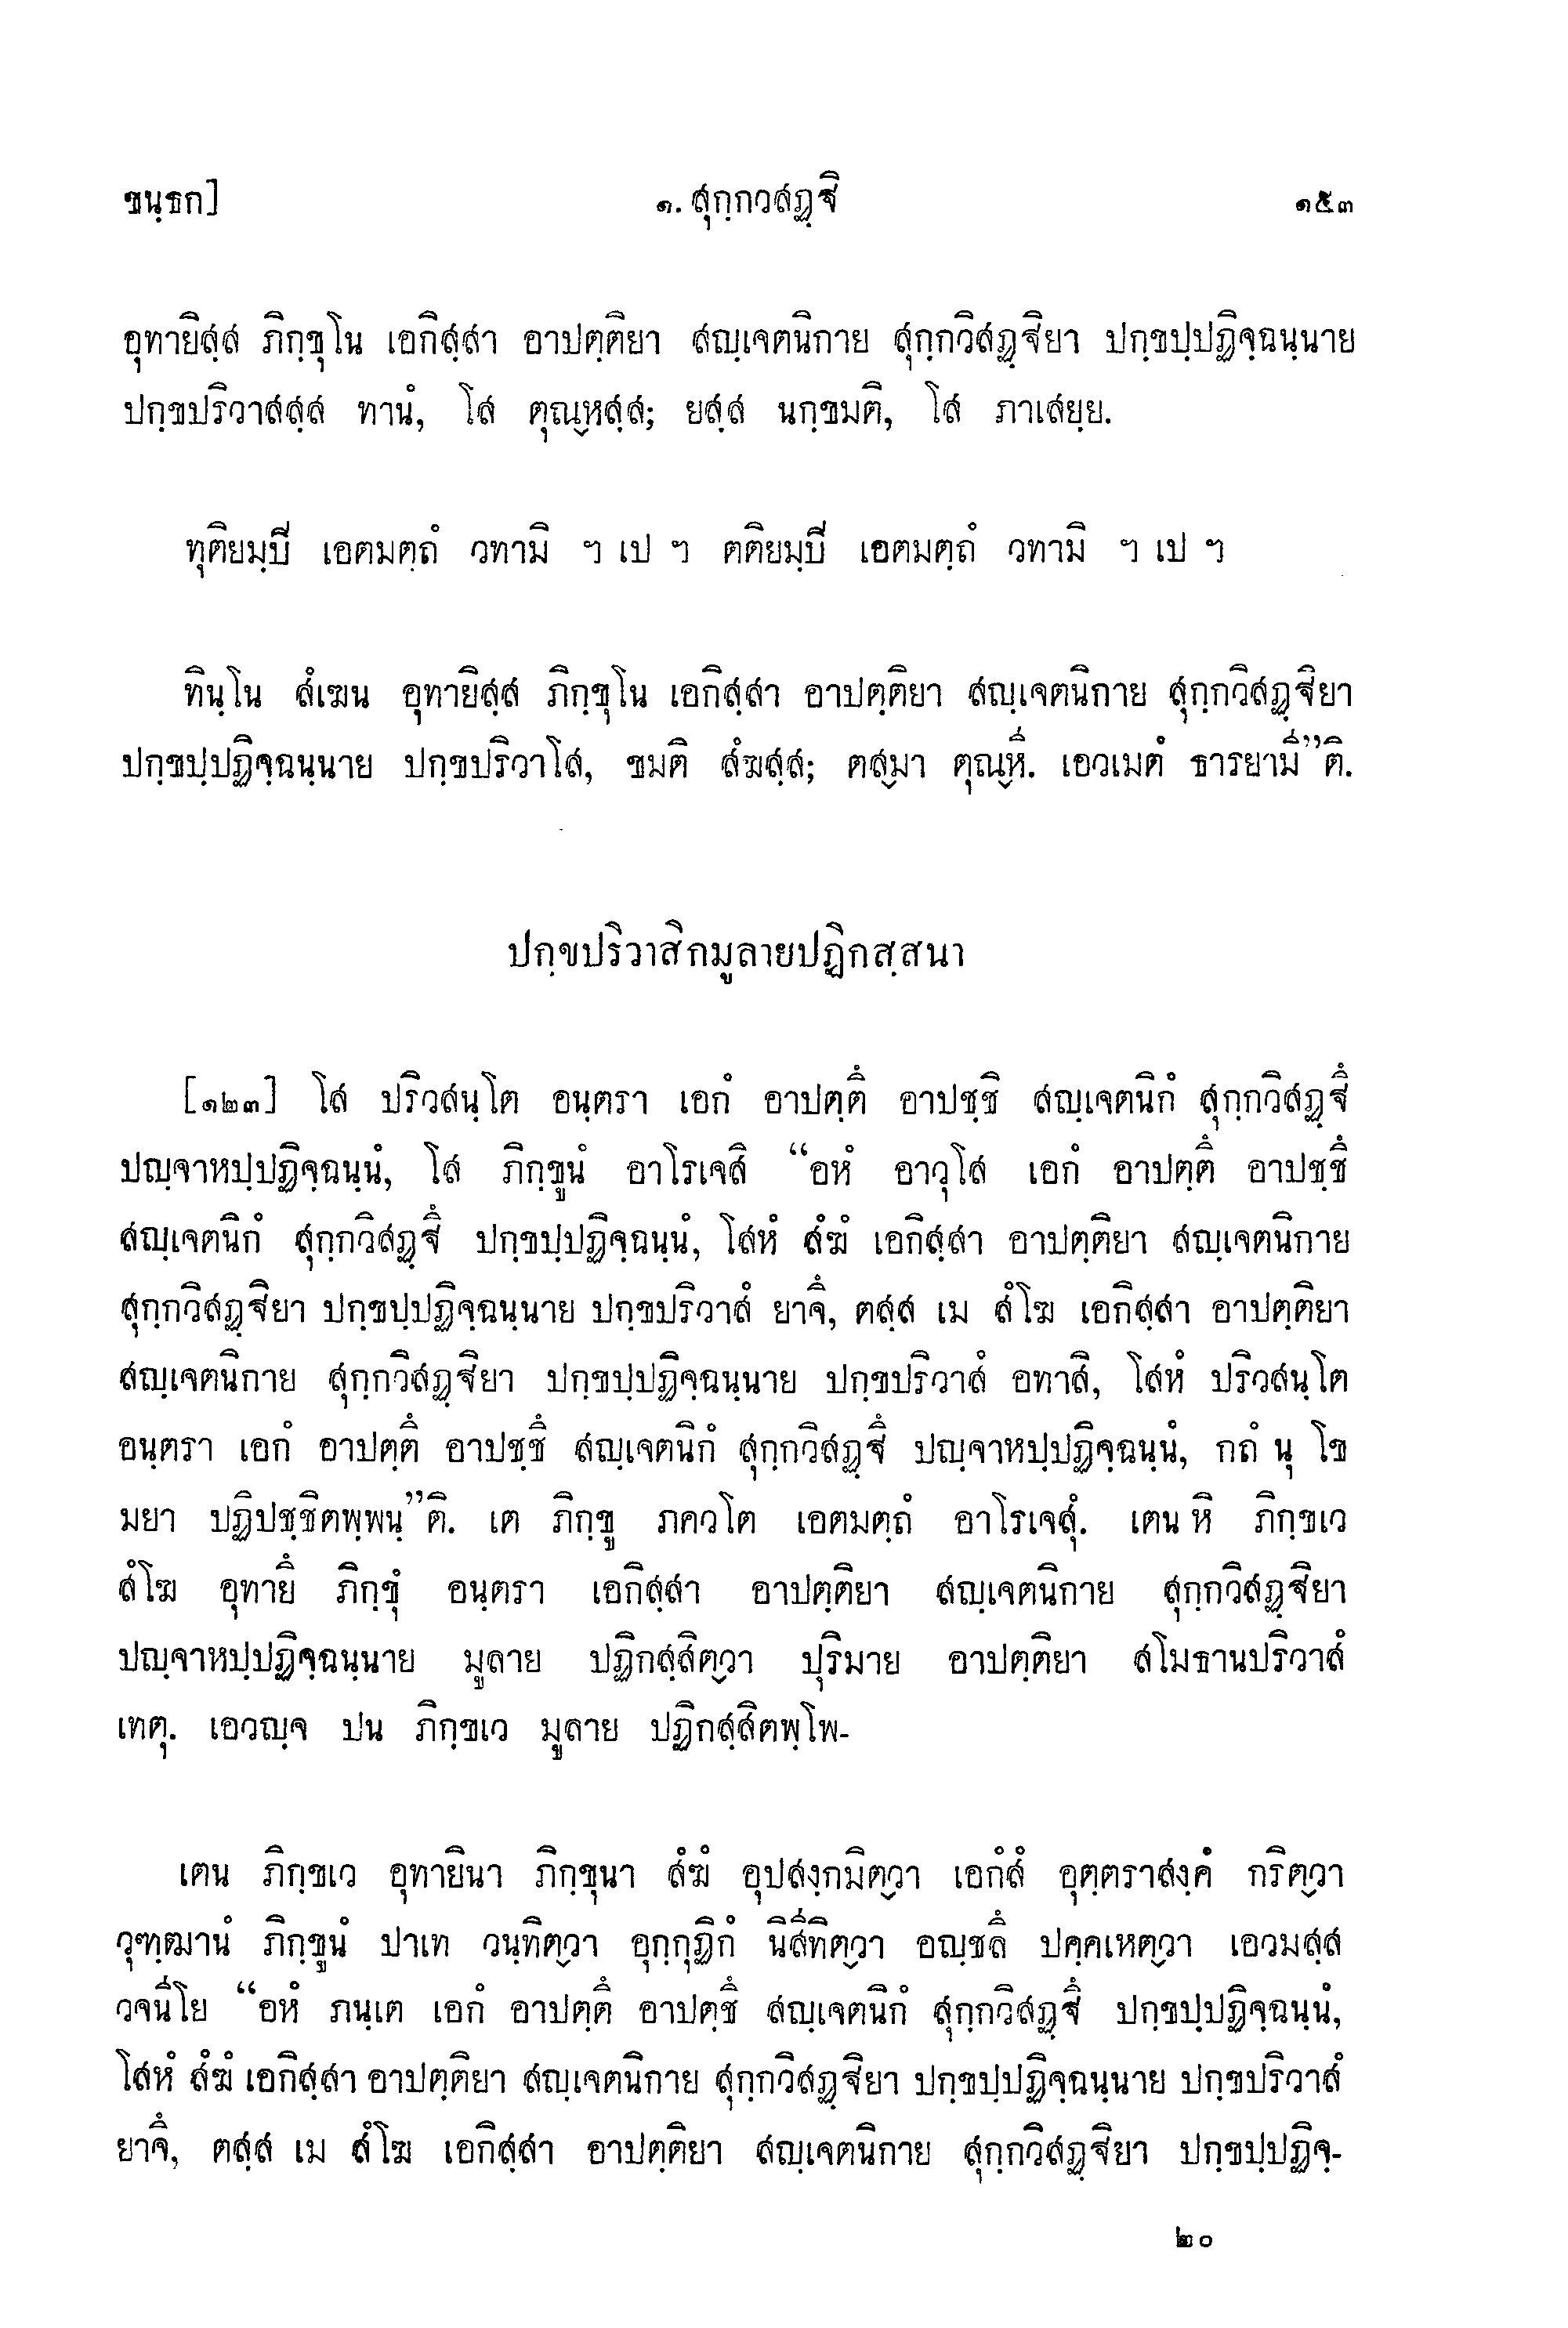 ขนฺธก]
๑. สุกฺกวสฏฺฐิ
๑๕๓
อุทายิสฺส ภิกฺขุโน เอกิสฺสา อาปตฺติยา สญฺเจตนิกาย สุกฺกวิสฏฺฐิยา ปกฺขปฺปฏิจฺฉนฺนาย
ปกฺขปริวาสสฺส ทานํ, โส ตุณฺหสฺส; ยสฺส นกฺขมติ, โส ภาเสยฺย.
ทุติยมฺปี เอตมตฺถํ วทามิ ฯ เป ฯ ตติยมฺปี เอตมตฺถํ วทามิ ฯ เป ฯ
ทินฺโน สํเฆน อุทายิสฺส ภิกฺขุโน เอกิสฺสา อาปตฺติยา สญฺเจตนิกาย สุกฺกวิสฏฺฐิยา
ปกฺขปฺปฏิจฺฉนฺนาย ปกฺขปริวาโส, ขมติ สํฆสฺส; ตสฺมา ตุณฺหี. เอวเมตํ ธารยามี”ติ.
ปกฺขปริวาสิกมูลายปฏิกสฺสนา
[๑๒๓] โส ปริวสนฺโต อนฺตรา เอกํ อาปตฺตึ อาปชฺชิ สญฺเจตนิกํ สุกฺกวิสฏฺฐึ
ปญฺจาหปฺปฏิจฺฉนฺนํ, โส ภิกฺขูนํ อาโรเจสิ “อหํ อาวุโส เอกํ อาปตฺตึ อาปชฺชึ
สญฺเจตนิกํ สุกฺกวิสฏฺฐึ ปกฺขปฺปฏิจฺฉนฺนํ, โสหํ สํฆํ เอกิสฺสา อาปตฺติยา สญฺเจตนิกาย
สุกฺกวิสฏฺฐิยา ปกฺขปฺปฏิจฺฉนฺนาย ปกฺขปริวาสํ ยาจึ, ตสฺส เม สํโฆ เอกิสฺสา อาปตฺติยา
สญฺเจตนิกาย สุกฺกวิสฏฺฐิยา ปกฺขปฺปฏิจฺฉนฺนาย ปกฺขปริวาสํ อทาสิ, โสหํ ปริวสนฺโต
อนฺตรา เอกํ อาปตฺตึ อาปชฺชึ สญฺเจตนิกํ สุกฺกวิสฏฺฐึ ปญฺจาหปฺปฏิจฺฉนฺนํ, กถํ นุ โข
มยา ปฏิปชฺชิตพฺพนฺ”ติ. เต ภิกฺขู ภควโต เอตมตฺถํ อาโรเจสุํ. เตน หิ ภิกฺขเว
สํโฆ อุทายึ ภิกฺขุํ อนฺตรา เอกิสฺสา อาปตฺติยา สญฺเจตนิกาย สุกฺกวิสฏฺฐิยา
ปญฺจาหปฺปฏิจฺฉนฺนาย มูลาย ปฏิกสฺสิตฺวา ปุริมาย อาปตฺติยา สโมธานปริวาสํ
เทตุ. เอวญฺจ ปน ภิกฺขเว มูลาย ปฏิกสฺสิตพฺโพ-
เตน ภิกฺขเว อุทายินา ภิกฺขุนา สํฆํ อุปสงฺกมิตฺวา เอกํสํ อุตฺตราสงฺคํ กริตฺวา
วุฑฺฒานํ ภิกฺขูนํ ปาเท วนฺทิตฺวา อุกฺกุฏิกํ นิสีทิตฺวา อญฺชลึ ปคฺคเหตฺวา เอวมสฺส
วจนีโย “อหํ ภนฺเต เอกํ อาปตฺตึ อาปตฺชึ สญฺเจตนิกํ สุกฺกวิสฏฺฐึ ปกฺขปฺปฏิจฺฉนฺนํ,
โสหํ สํฆํ เอกิสฺสา อาปตฺติยา สญฺเจตนิกาย สุกฺกวิสฏฺฐิยา ปกฺขปฺปฏิจฺฉนฺนาย ปกฺขปริวาสํ
ยาจึ, ตสฺส เม สํโฆ เอกิสฺสา อาปตฺติยา สญฺเจตนิกาย สุกฺกวิสฏฺฐิยา ปกฺขปฺปฏิจฺ-
๒๐